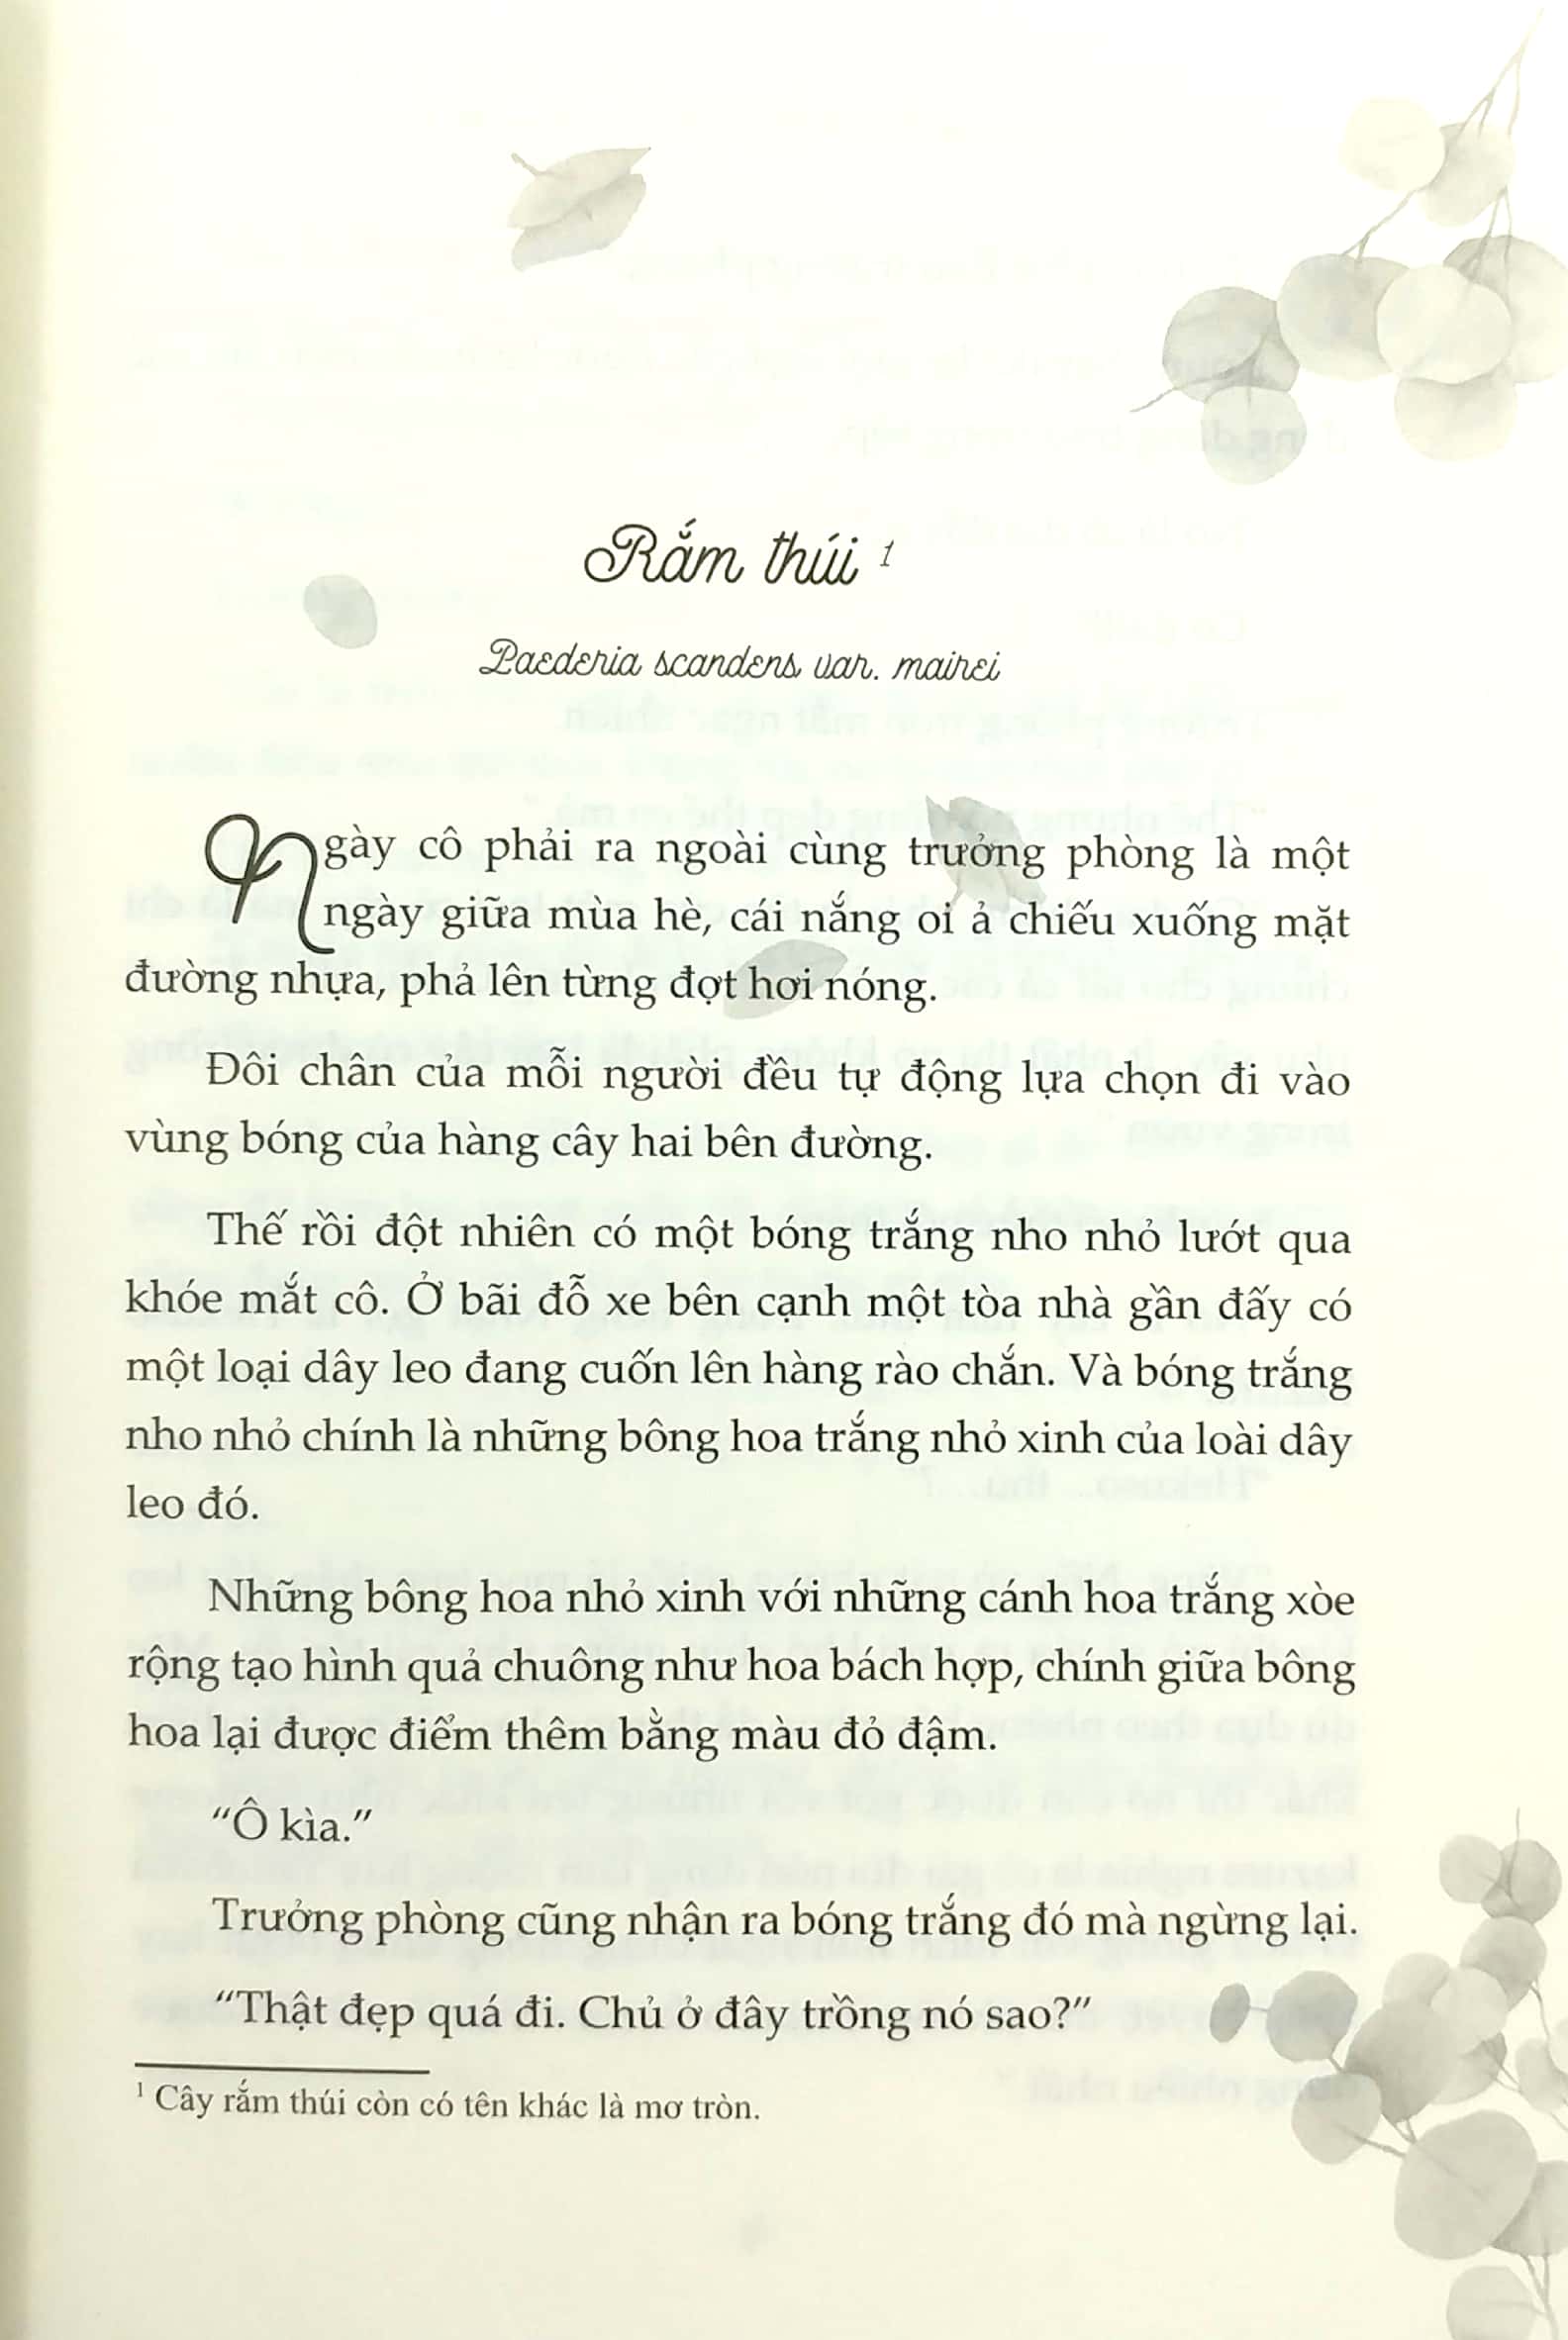 Rắm thúi 1
Paederia scandens var. mairei
Ngày cô phải ra ngoài cùng trưởng phòng là một
ngày giữa mùa hè, cái nắng oi ả chiếu xuống mặt
đường nhựa, phả lên từng đợt hơi nóng.
Đôi chân của mỗi người đều tự động lựa chọn đi vào
vùng bóng của hàng cây hai bên đường.
Thế rồi đột nhiên có một bóng trắng nho nhỏ lướt qua
khóe mắt cô. Ở bãi đỗ xe bên cạnh một tòa nhà gần đấy có
một loại dây leo đang cuốn lên hàng rào chắn. Và bóng trắng
nho nhỏ chính là những bông hoa trắng nhỏ xinh của loài dây
leo đó.
Những bông hoa nhỏ xinh với những cánh hoa trắng xòe
rộng tạo hình quả chuông như hoa bách hợp, chính giữa bông
hoa lại được điểm thêm bằng màu đỏ đậm.
“Ô kìa.”
Trưởng phòng cũng nhận ra bóng trắng đó mà ngừng lại.
“Thật đẹp quá đi. Chủ ở đây trồng nó sao?”
1 Cây rắm thúi còn có tên khác là mơ tròn.